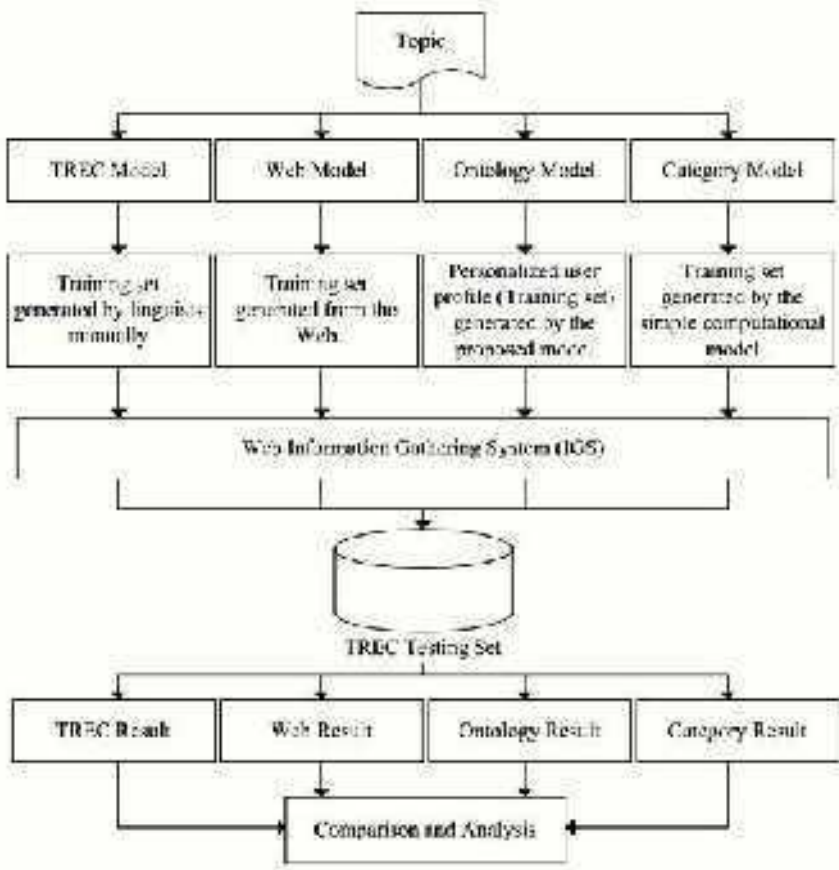 Topic
TREC Model
Web Model
Ontology Model
Category Model
Training set
generated by linguists
manually
Training set
generated from the
Web.
Personalized user
profile (Training set)
generated by the
proposed model
Training set
generated by the
simple computational
model
Web Information Gathering System (IGS)
TREC Testing Set
TREC Result
Web Result
Ontology Result
Category Result
Comparison and Analysis